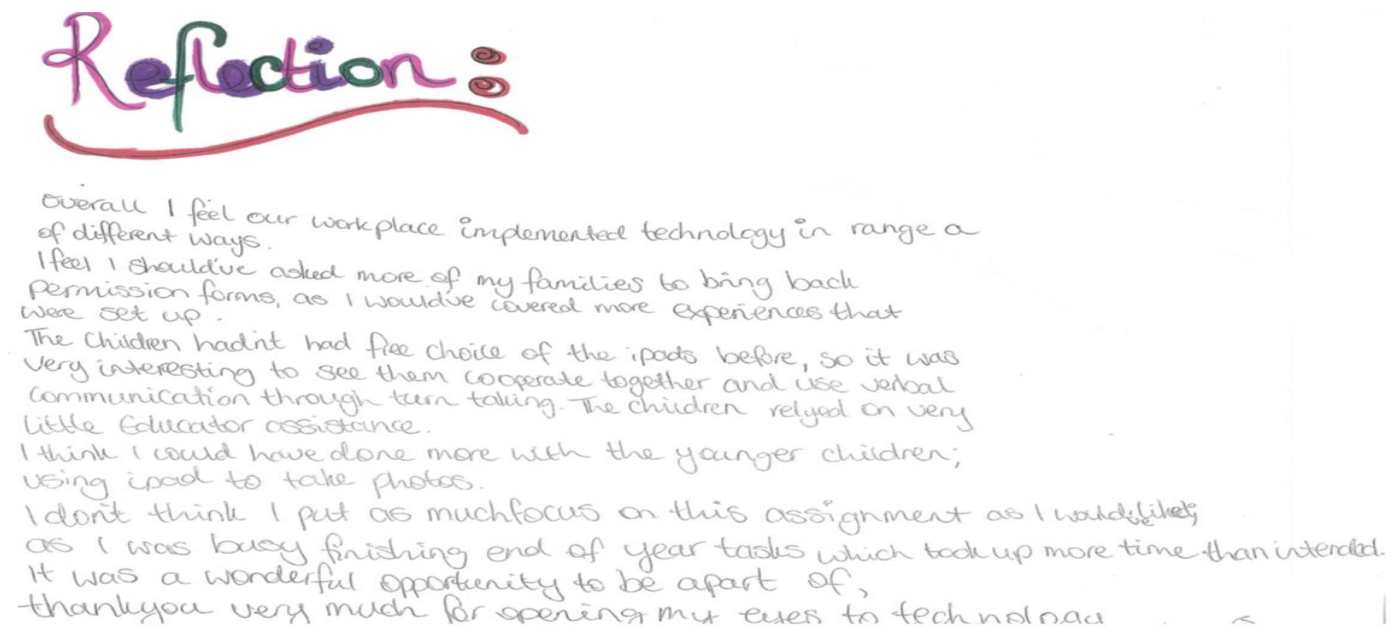 Reflection:
Overall I feel our workplace implemented technology in range a
of different ways.
I feel I should've asked more of my families to bring back
permission forms, as I would've covered more experiences that
were set up.
The children hadn't had free choice of the ipads before, so it was
very interesting to see them cooperate together and use verbal
communication through turn taking. The children relyed on very
little Educator assistance.
I think I could have done more with the younger children;
using ipad to take photos.
I don't think I put as much focus on this assignment as I would've liked;
as I was busy finishing end of year tasks which took up more time than intended.
It was a wonderful opportunity to be apart of,
thankyou very much for opening my eyes to technology